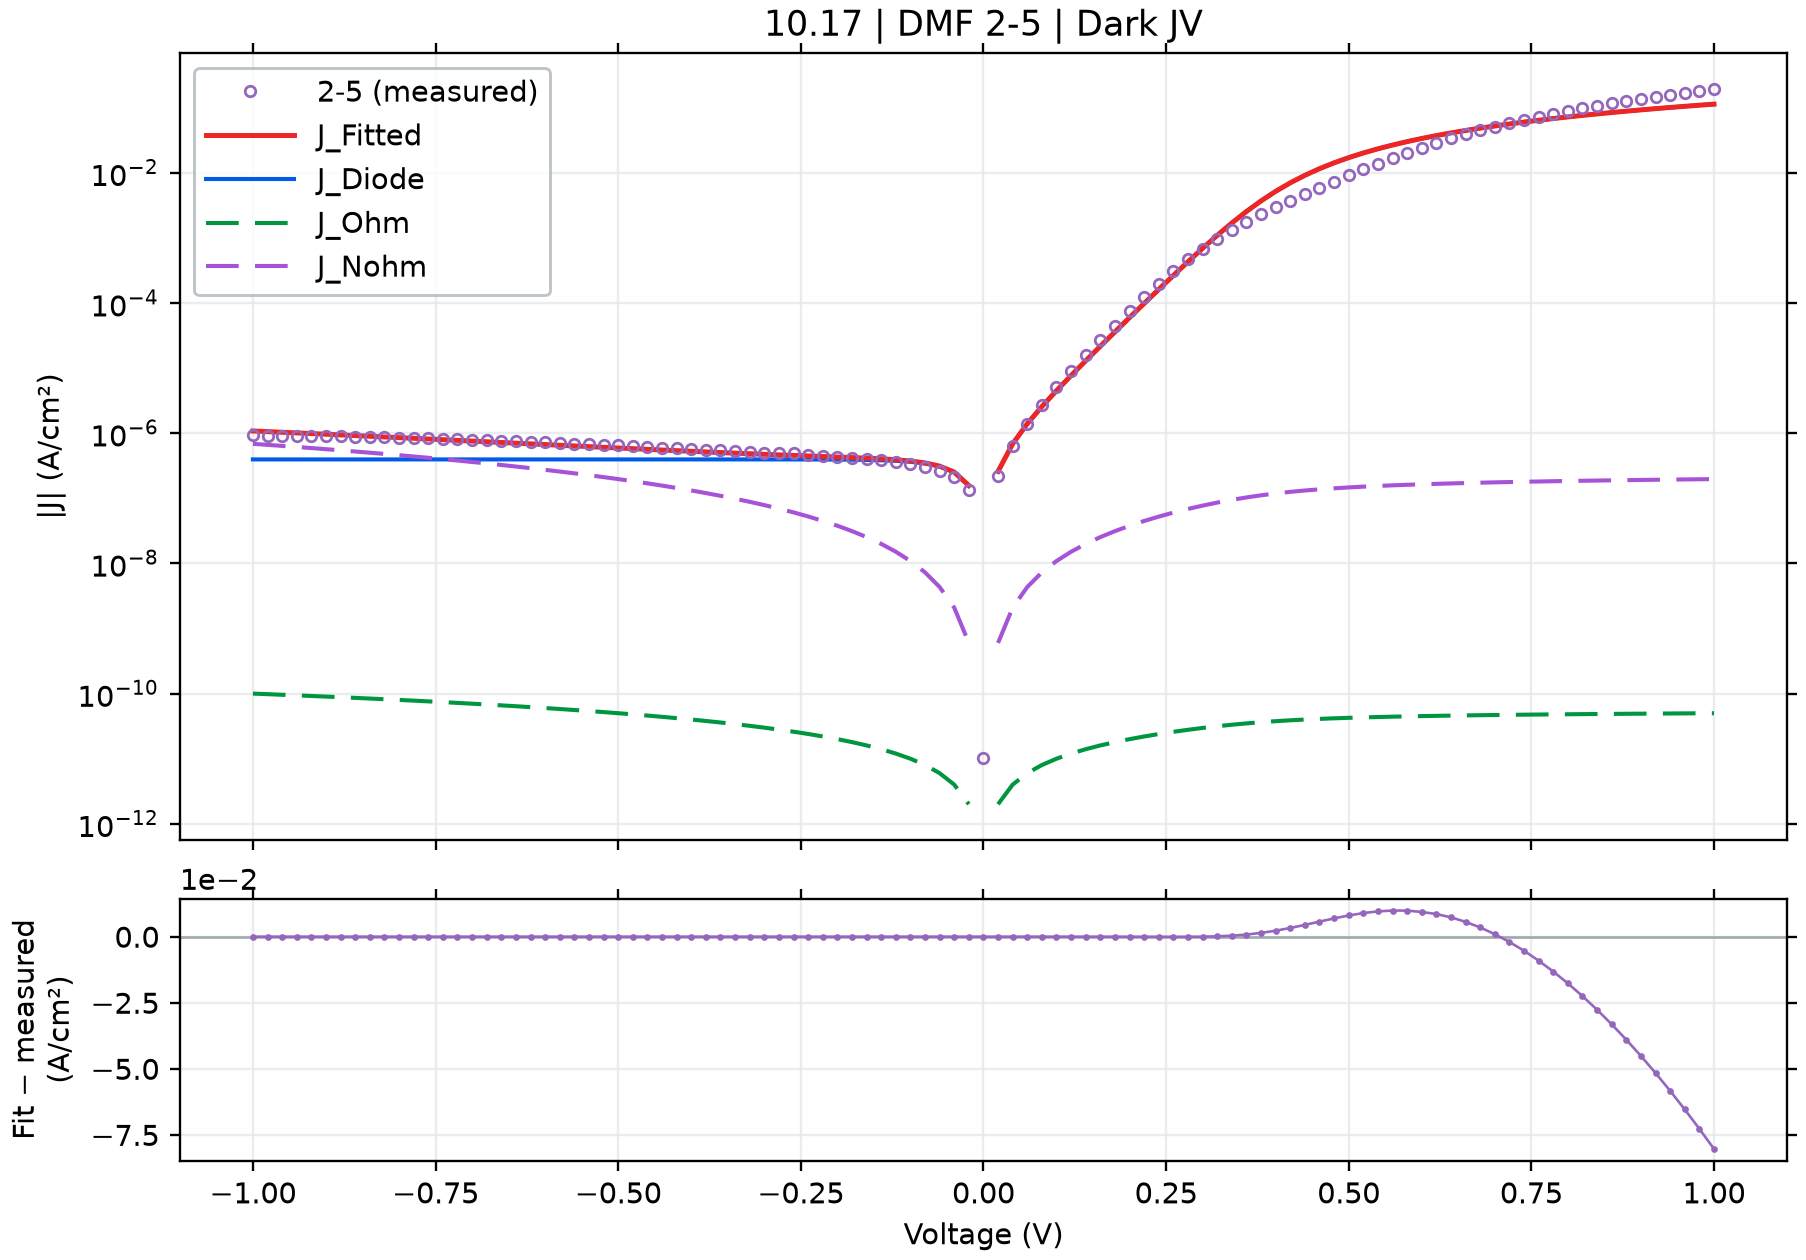 10.17 | DMF 2-5 | Dark JV
2-5 (measured)
J_Fitted
J_Diode
J_Ohm
J_Nohm
|J| (A/cm²)
10⁻²
10⁻⁴
10⁻⁶
10⁻⁸
10⁻¹⁰
10⁻¹²
1e−2
Fit − measured
(A/cm²)
0.0
−2.5
−5.0
−7.5
−1.00 −0.75 −0.50 −0.25 0.00 0.25 0.50 0.75 1.00
Voltage (V)